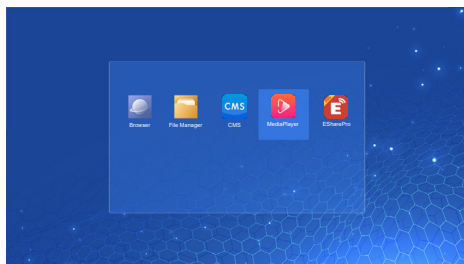 CMS
E
Browser
File Manager
CMS
MediaPlayer
ESharePro